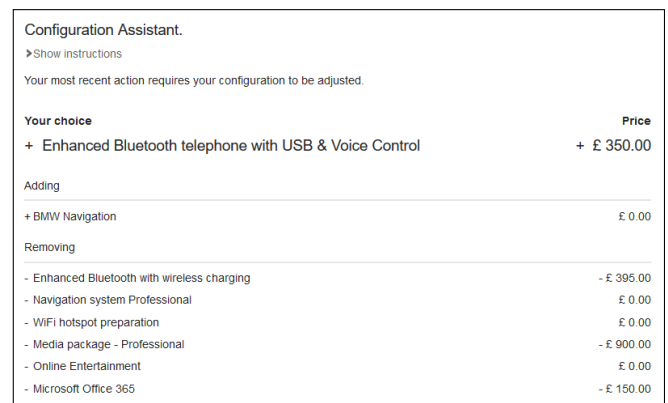 Configuration Assistant.
>Show instructions
Your most recent action requires your configuration to be adjusted.
Your choice Price
+ Enhanced Bluetooth telephone with USB & Voice Control + £ 350.00
Adding
+ BMW Navigation £ 0.00
Removing
- Enhanced Bluetooth with wireless charging - £ 395.00
- Navigation system Professional £ 0.00
- WiFi hotspot preparation £ 0.00
- Media package - Professional - £ 900.00
- Online Entertainment £ 0.00
- Microsoft Office 365 - £ 150.00